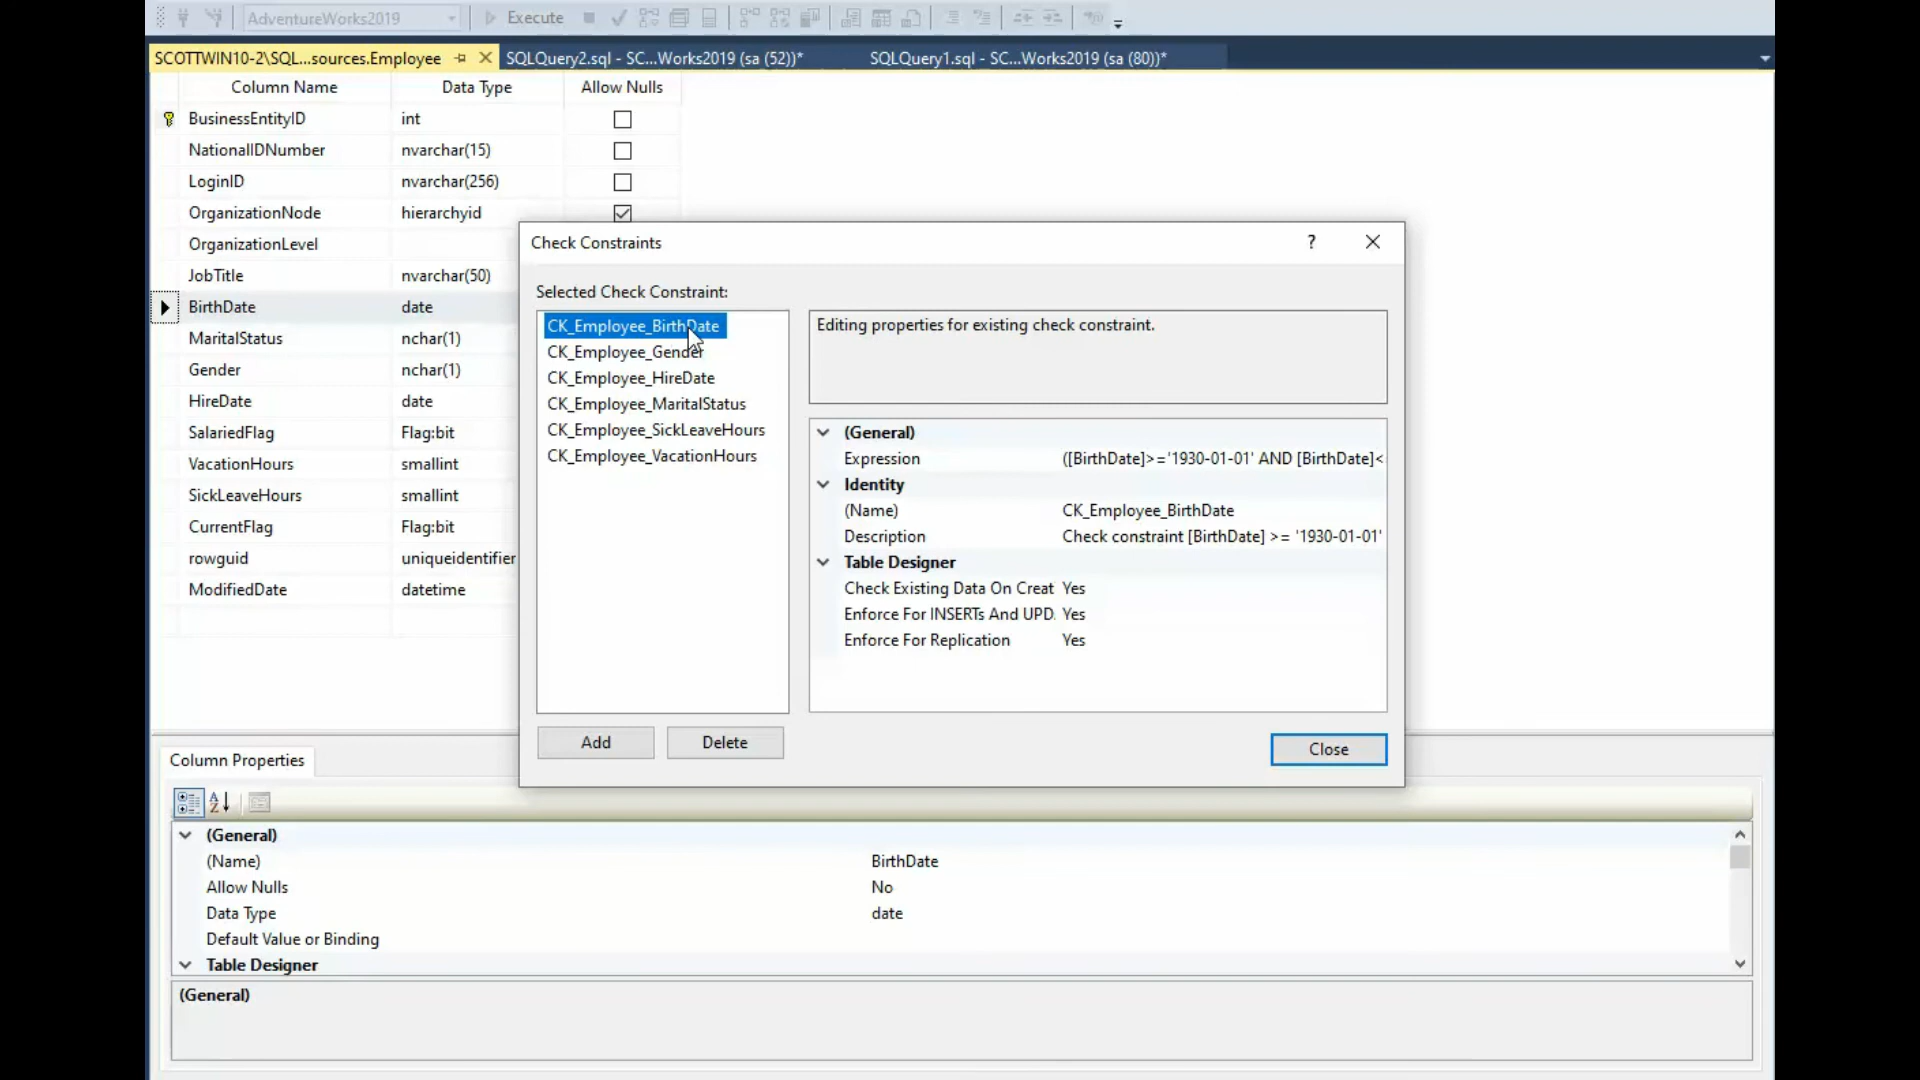 AdventureWorks2019
Execute
SCOTTWIN10-2\SQL...sources.Employee
SQLQuery2.sql - SC...Works2019 (sa (52))*
SQLQuery1.sql - SC...Works2019 (sa (80))*
Column Name Data Type Allow Nulls
BusinessEntityID int
NationalIDNumber nvarchar(15)
LoginID nvarchar(256)
OrganizationNode hierarchyid
OrganizationLevel
JobTitle nvarchar(50)
BirthDate date
MaritalStatus nchar(1)
Gender nchar(1)
HireDate date
SalariedFlag Flag:bit
VacationHours smallint
SickLeaveHours smallint
CurrentFlag Flag:bit
rowguid uniqueidentifier
ModifiedDate datetime
Check Constraints
?
Selected Check Constraint:
CK_Employee_BirthDate
CK_Employee_Gender
CK_Employee_HireDate
CK_Employee_MaritalStatus
CK_Employee_SickLeaveHours
CK_Employee_VacationHours
Editing properties for existing check constraint.
(General)
Expression ([BirthDate]>='1930-01-01' AND [BirthDate]<
Identity
(Name) CK_Employee_BirthDate
Description Check constraint [BirthDate] >= '1930-01-01'
Table Designer
Check Existing Data On Creat Yes
Enforce For INSERTs And UPD. Yes
Enforce For Replication Yes
Add
Delete
Close
Column Properties
(General)
(Name) BirthDate
Allow Nulls No
Data Type date
Default Value or Binding
Table Designer
(General)